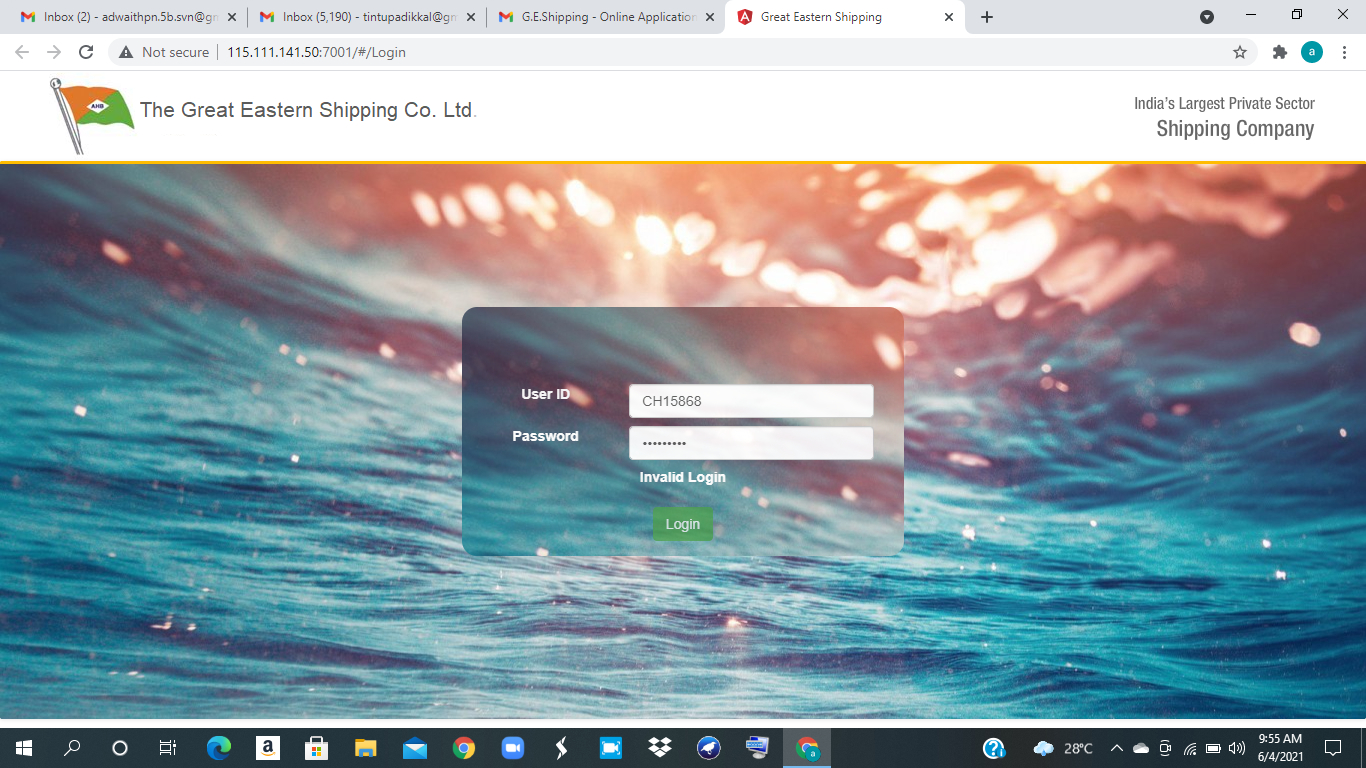 Inbox (2) - adwaithpn.5b.svn@gm
Inbox (5,190) - tintupadikkal@gm
G.E.Shipping - Online Application
Great Eastern Shipping
Not secure
115.111.141.50:7001/#/Login
a
AHB
The Great Eastern Shipping Co. Ltd.
India's Largest Private Sector
Shipping Company
User ID
CH15868
Password
•••••••••
Invalid Login
Login
28°C
9:55 AM
6/4/2021